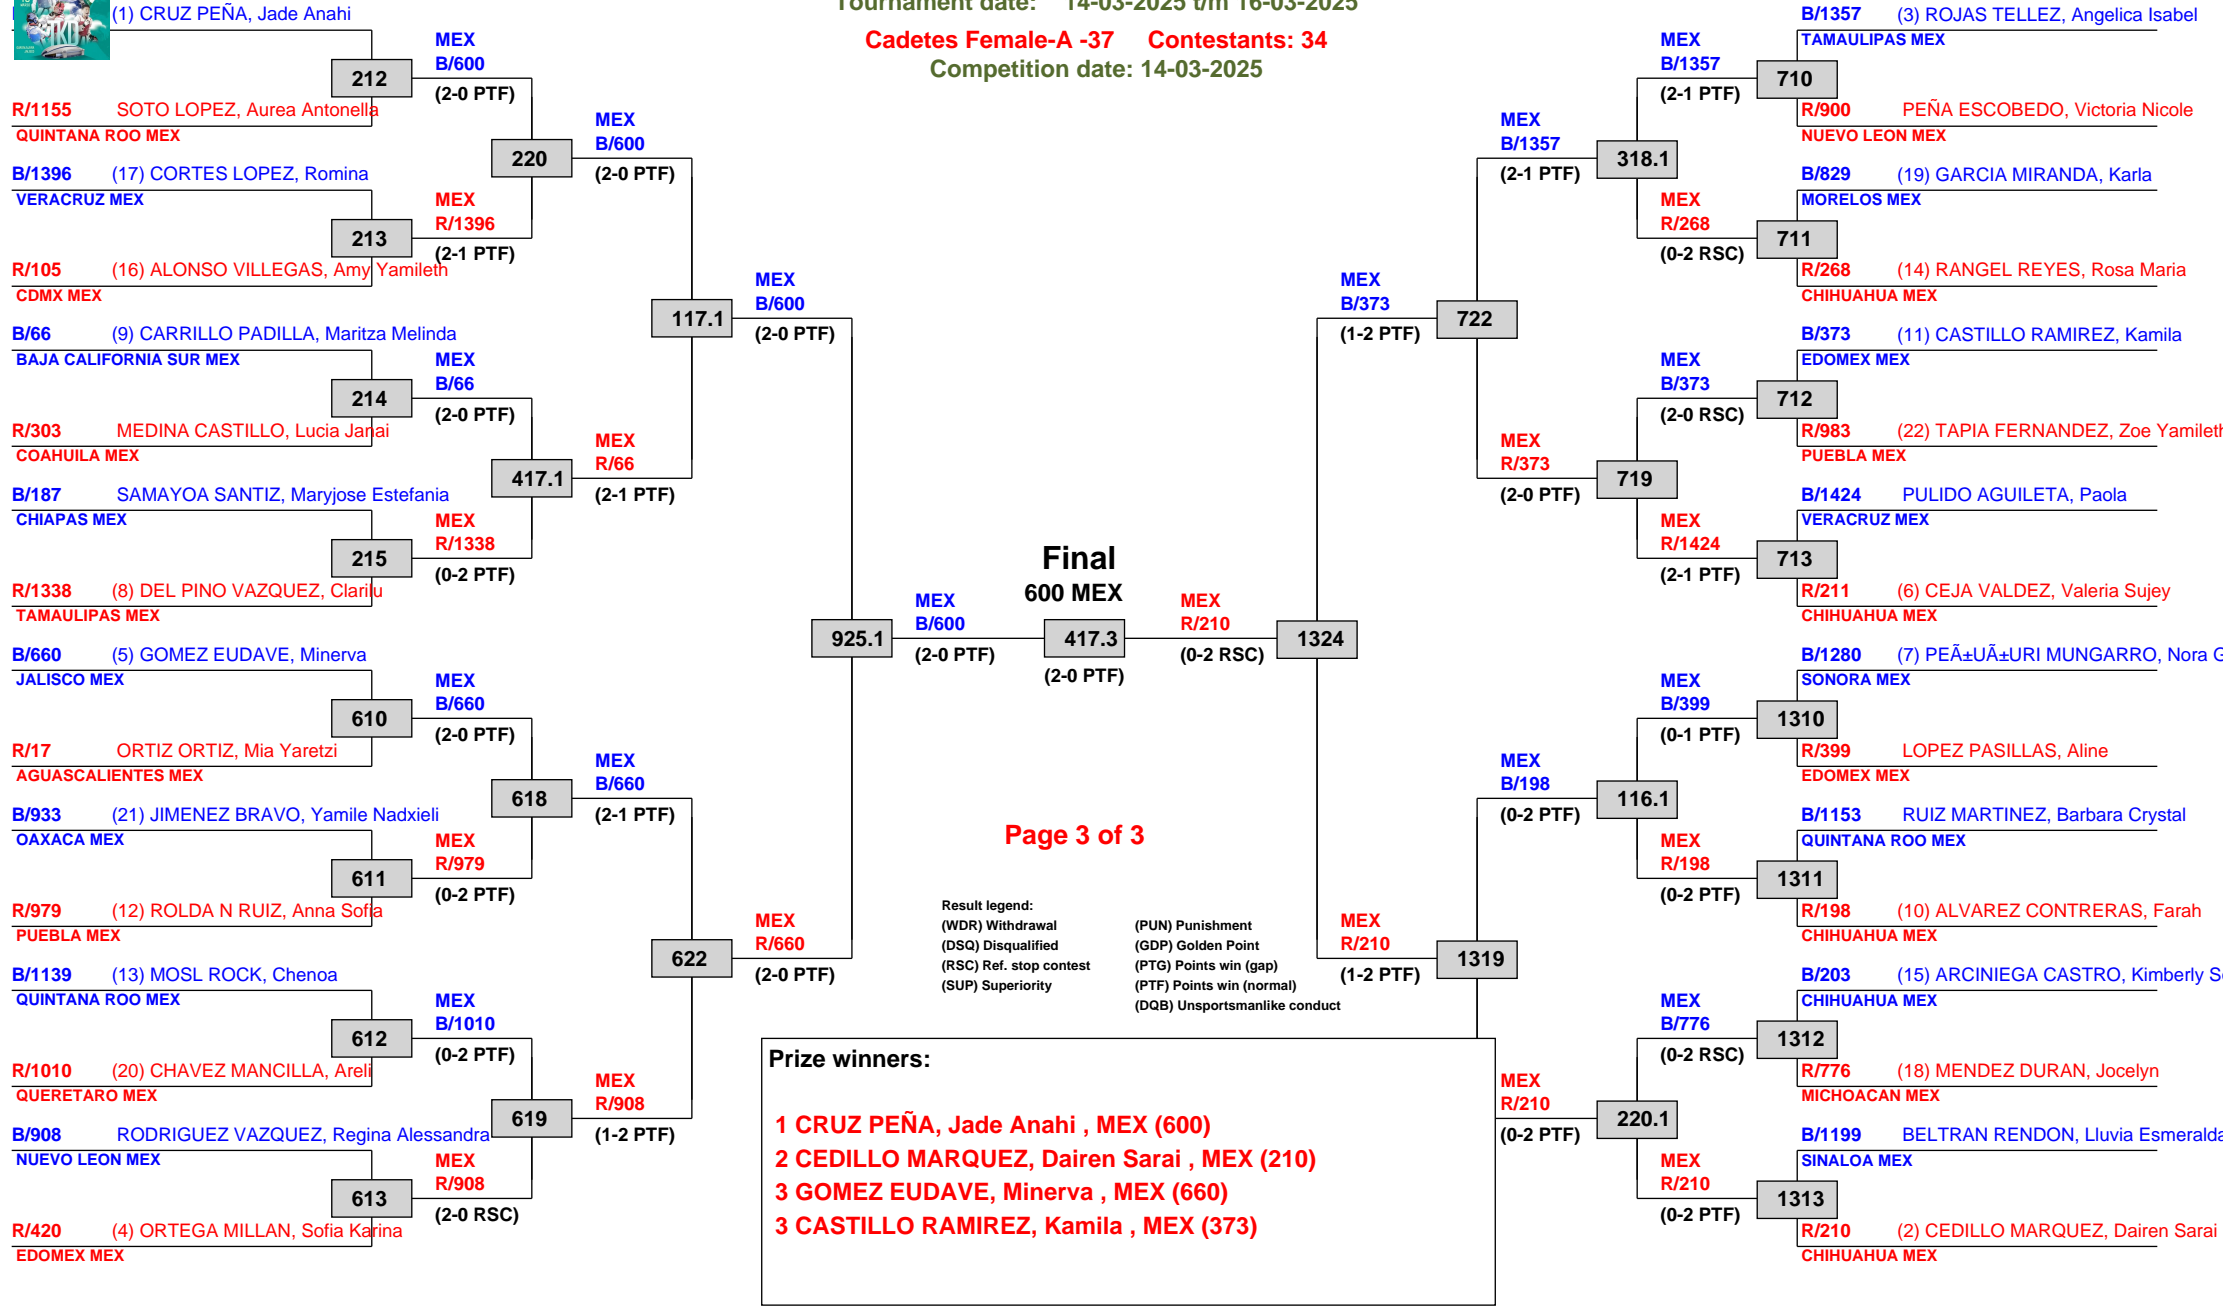 Tournament date: 14-03-2025 t/m 16-03-2025
Cadetes Female-A -37 Contestants: 34
Competition date: 14-03-2025
(1) CRUZ PEÑA, Jade Anahi
R/1155 SOTO LOPEZ, Aurea Antonella
QUINTANA ROO MEX
B/1396 (17) CORTES LOPEZ, Romina
VERACRUZ MEX
R/105 (16) ALONSO VILLEGAS, Amy Yamileth
CDMX MEX
B/66 (9) CARRILLO PADILLA, Maritza Melinda
BAJA CALIFORNIA SUR MEX
R/303 MEDINA CASTILLO, Lucia Janai
COAHUILA MEX
B/187 SAMAYOA SANTIZ, Maryjose Estefania
CHIAPAS MEX
R/1338 (8) DEL PINO VAZQUEZ, Clarilu
TAMAULIPAS MEX
B/660 (5) GOMEZ EUDAVE, Minerva
JALISCO MEX
R/17 ORTIZ ORTIZ, Mia Yaretzi
AGUASCALIENTES MEX
B/933 (21) JIMENEZ BRAVO, Yamile Nadxieli
OAXACA MEX
R/979 (12) ROLDA N RUIZ, Anna Sofia
PUEBLA MEX
B/1139 (13) MOSL ROCK, Chenoa
QUINTANA ROO MEX
R/1010 (20) CHAVEZ MANCILLA, Areli
QUERETARO MEX
B/908 RODRIGUEZ VAZQUEZ, Regina Alessandra
NUEVO LEON MEX
R/420 (4) ORTEGA MILLAN, Sofia Karina
EDOMEX MEX
212
MEX
B/600
(2-0 PTF)
213
MEX
R/1396
(2-1 PTF)
214
MEX
B/66
(2-0 PTF)
215
MEX
R/1338
(0-2 PTF)
610
MEX
B/660
(2-0 PTF)
611
MEX
R/979
(0-2 PTF)
612
MEX
B/1010
(0-2 PTF)
613
MEX
R/908
(2-0 RSC)
220
MEX
B/600
(2-0 PTF)
417.1
MEX
R/66
(2-1 PTF)
618
MEX
B/660
(2-1 PTF)
619
MEX
R/908
(1-2 PTF)
117.1
MEX
B/600
(2-0 PTF)
622
MEX
R/660
(2-0 PTF)
925.1
MEX
B/600
(2-0 PTF)
Final
600 MEX
417.3
(2-0 PTF)
MEX
R/210
(0-2 RSC)
1324
MEX
B/373
(1-2 PTF)
722
MEX
R/210
(1-2 PTF)
1319
MEX
B/1357
(2-1 PTF)
318.1
MEX
R/373
(2-0 PTF)
719
MEX
B/198
(0-2 PTF)
116.1
MEX
R/210
(0-2 PTF)
220.1
MEX
B/1357
(2-1 PTF)
710
MEX
R/268
(0-2 RSC)
711
MEX
B/373
(2-0 RSC)
712
MEX
R/1424
(2-1 PTF)
713
MEX
B/399
(0-1 PTF)
1310
MEX
R/198
(0-2 PTF)
1311
MEX
B/776
(0-2 RSC)
1312
MEX
R/210
(0-2 PTF)
1313
B/1357 (3) ROJAS TELLEZ, Angelica Isabel
TAMAULIPAS MEX
R/900 PEÑA ESCOBEDO, Victoria Nicole
NUEVO LEON MEX
B/829 (19) GARCIA MIRANDA, Karla
MORELOS MEX
R/268 (14) RANGEL REYES, Rosa Maria
CHIHUAHUA MEX
B/373 (11) CASTILLO RAMIREZ, Kamila
EDOMEX MEX
R/983 (22) TAPIA FERNANDEZ, Zoe Yamileth
PUEBLA MEX
B/1424 PULIDO AGUILETA, Paola
VERACRUZ MEX
R/211 (6) CEJA VALDEZ, Valeria Sujey
CHIHUAHUA MEX
B/1280 (7) PEÃ±UÃ±URI MUNGARRO, Nora G
SONORA MEX
R/399 LOPEZ PASILLAS, Aline
EDOMEX MEX
B/1153 RUIZ MARTINEZ, Barbara Crystal
QUINTANA ROO MEX
R/198 (10) ALVAREZ CONTRERAS, Farah
CHIHUAHUA MEX
B/203 (15) ARCINIEGA CASTRO, Kimberly S
CHIHUAHUA MEX
R/776 (18) MENDEZ DURAN, Jocelyn
MICHOACAN MEX
B/1199 BELTRAN RENDON, Lluvia Esmeralda
SINALOA MEX
R/210 (2) CEDILLO MARQUEZ, Dairen Sarai
CHIHUAHUA MEX
Page 3 of 3
Result legend:
(WDR) Withdrawal
(DSQ) Disqualified
(RSC) Ref. stop contest
(SUP) Superiority
(PUN) Punishment
(GDP) Golden Point
(PTG) Points win (gap)
(PTF) Points win (normal)
(DQB) Unsportsmanlike conduct
Prize winners:
1 CRUZ PEÑA, Jade Anahi , MEX (600)
2 CEDILLO MARQUEZ, Dairen Sarai , MEX (210)
3 GOMEZ EUDAVE, Minerva , MEX (660)
3 CASTILLO RAMIREZ, Kamila , MEX (373)